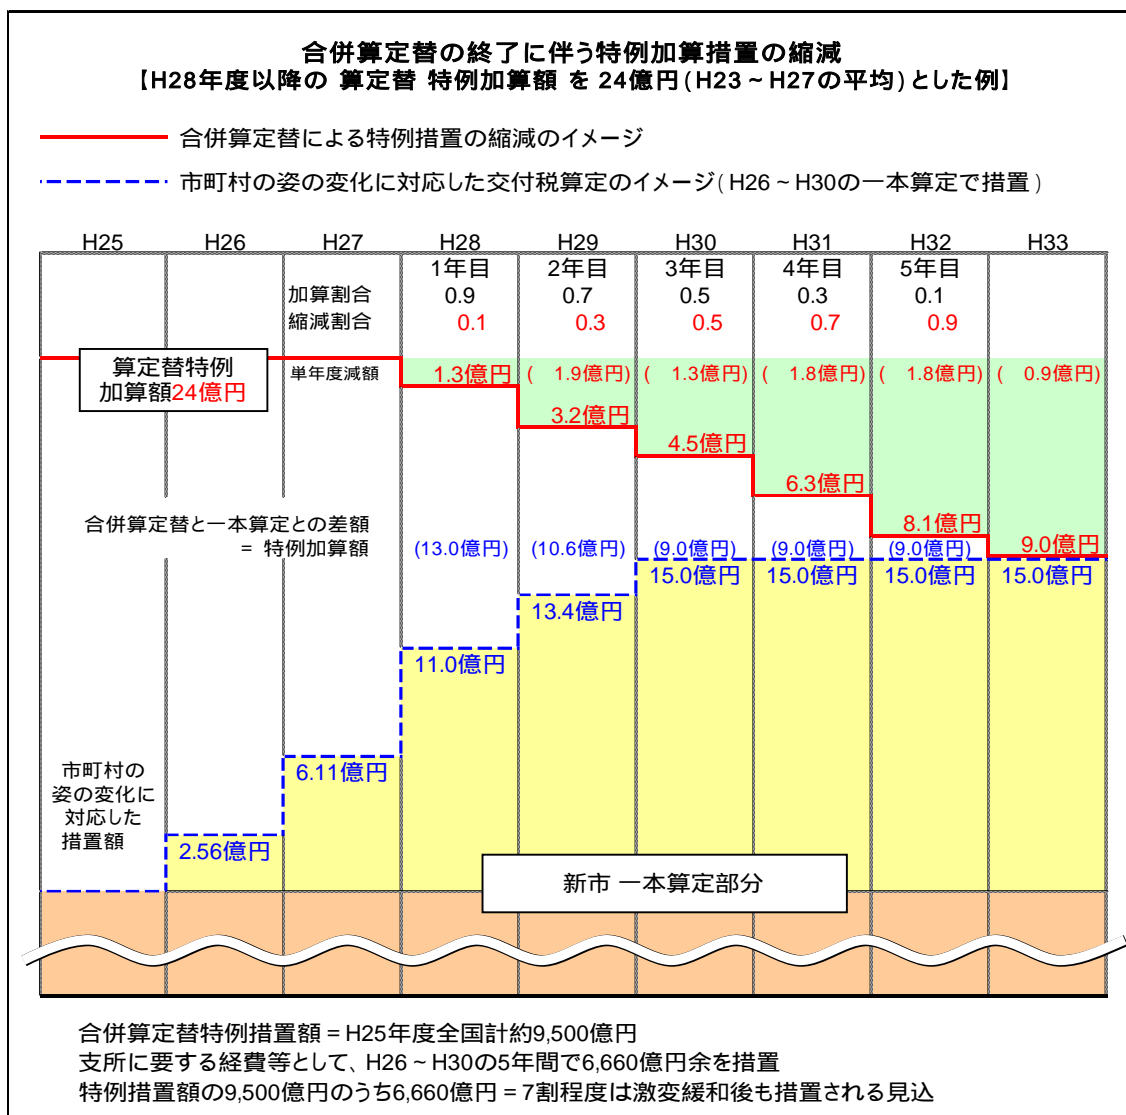 合併算定替の終了に伴う特例加算措置の縮減
【H28年度以降の 算定替 特例加算額 を 24億円(H23～H27の平均)とした例】
合併算定替による特例措置の縮減のイメージ
市町村の姿の変化に対応した交付税算定のイメージ(H26～H30の一本算定で措置)
H25 H26 H27 H28 H29 H30 H31 H32 H33
1年目 2年目 3年目 4年目 5年目
加算割合 0.9 0.7 0.5 0.3 0.1
縮減割合 0.1 0.3 0.5 0.7 0.9
算定替特例
加算額24億円
単年度減額 1.3億円 ( 1.9億円) ( 1.3億円) ( 1.8億円) ( 1.8億円) ( 0.9億円)
3.2億円
4.5億円
6.3億円
8.1億円
9.0億円
合併算定替と一本算定との差額
= 特例加算額
(13.0億円) (10.6億円) (9.0億円) (9.0億円) (9.0億円)
15.0億円 15.0億円 15.0億円 15.0億円
13.4億円
11.0億円
6.11億円
2.56億円
市町村の
姿の変化に
対応した
措置額
新市 一本算定部分
合併算定替特例措置額＝H25年度全国計約9,500億円
支所に要する経費等として、H26～H30の5年間で6,660億円余を措置
特例措置額の9,500億円のうち6,660億円＝7割程度は激変緩和後も措置される見込